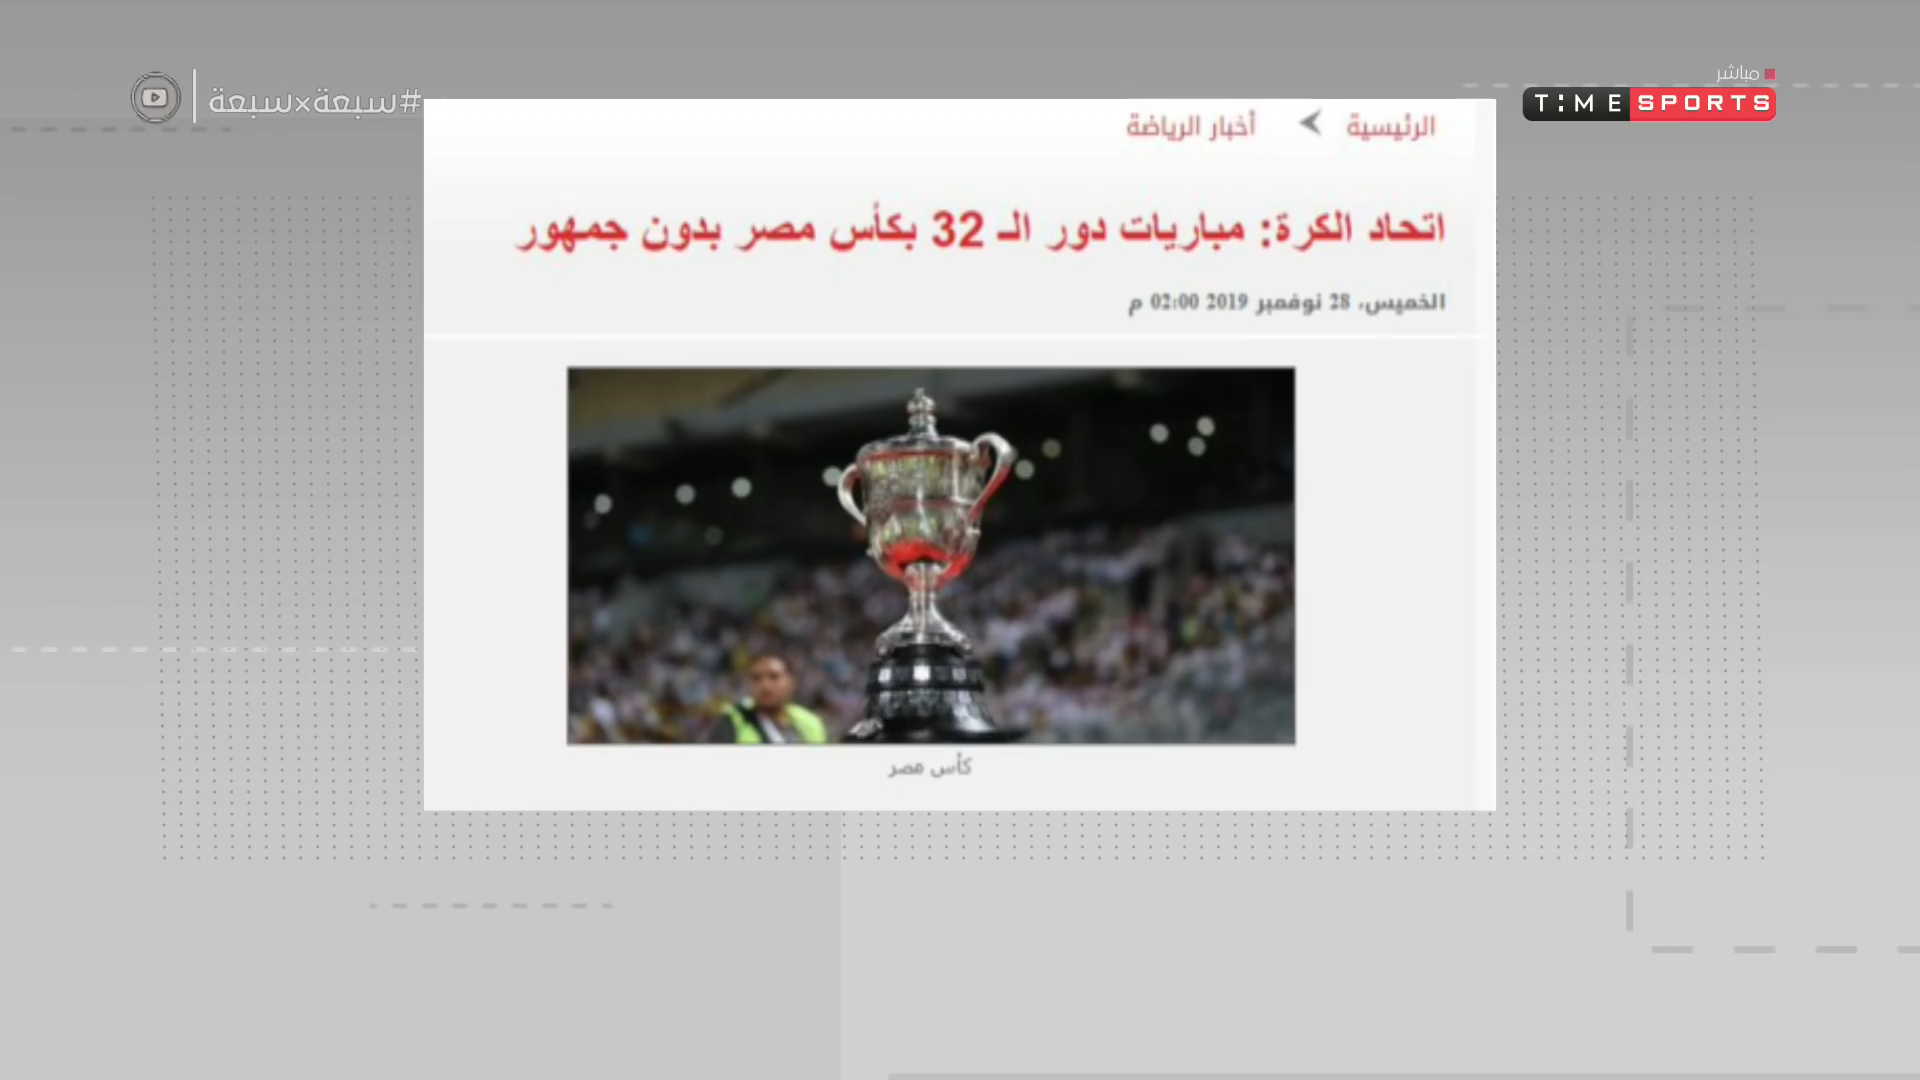 #سبعة×سبعة
مباشر
TIME SPORTS
الرئيسية > أخبار الرياضة
اتحاد الكرة: مباريات دور الـ 32 بكأس مصر بدون جمهور
الخميس، 28 نوفمبر 2019 02:00 م
كأس مصر